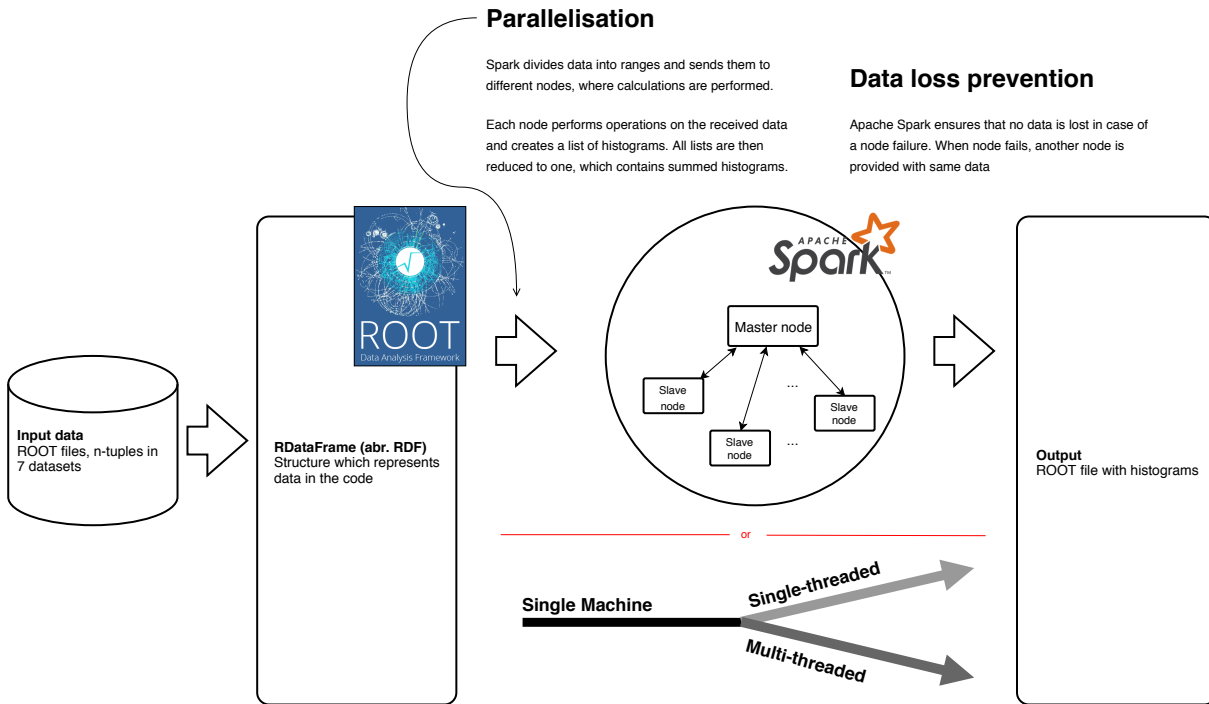 Parallelisation
Spark divides data into ranges and sends them to
different nodes, where calculations are performed.
Each node performs operations on the received data
and creates a list of histograms. All lists are then
reduced to one, which contains summed histograms.
Data loss prevention
Apache Spark ensures that no data is lost in case of
a node failure. When node fails, another node is
provided with same data
Input data
ROOT files, n-tuples in
7 datasets
ROOT
Data Analysis Framework
RDataFrame (abr. RDF)
Structure which represents
data in the code
APACHE
Spark
TM
Master node
Slave
node
Slave
node
...
Slave
node
...
or
Single Machine
Single-threaded
Multi-threaded
Output
ROOT file with histograms